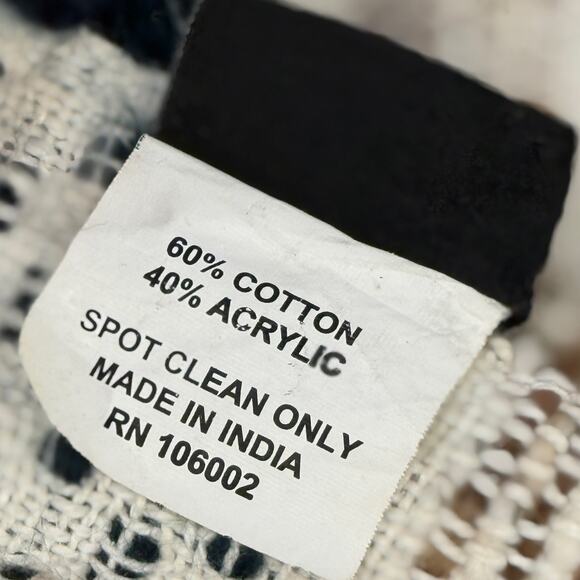 60% COTTON
40% ACRYLIC
SPOT CLEAN ONLY
MADE IN INDIA
RN 106002